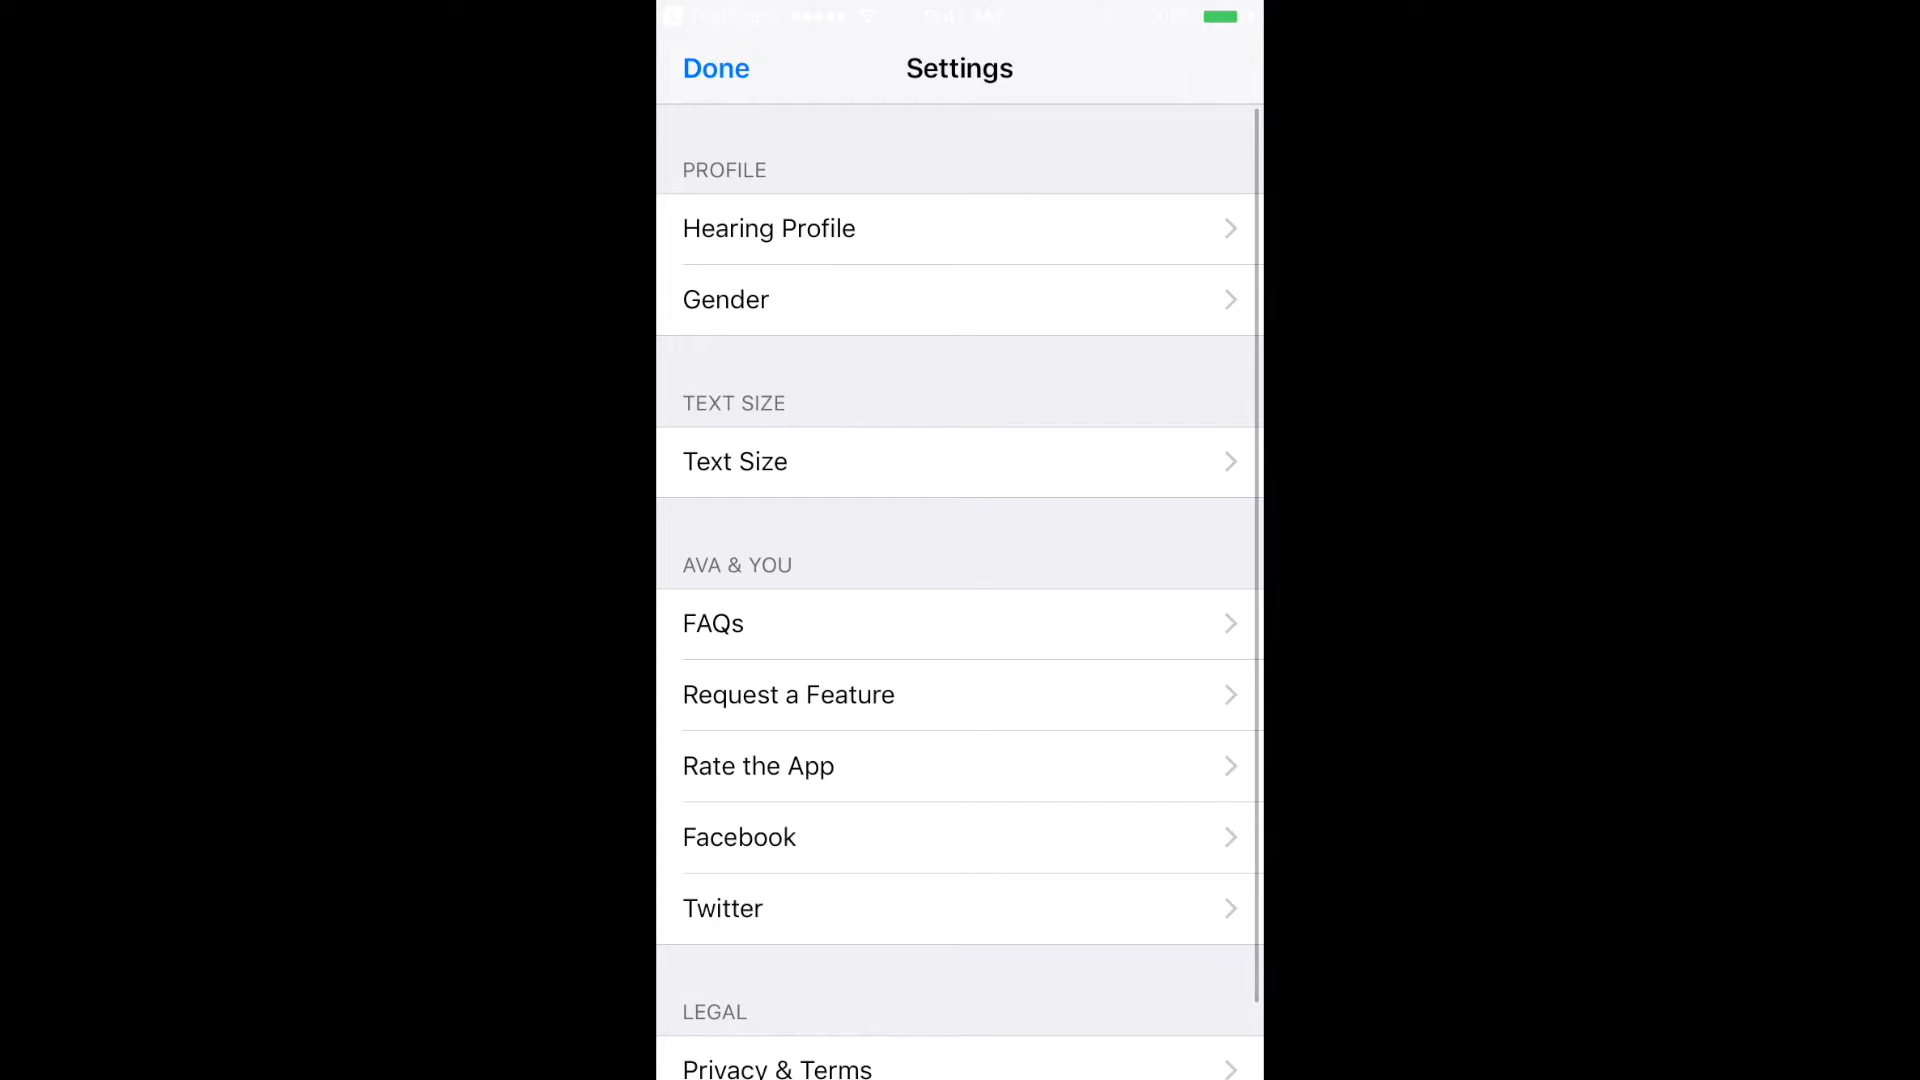 Done
Settings
PROFILE
Hearing Profile
Gender
TEXT SIZE
Text Size
AVA & YOU
FAQs
Request a Feature
Rate the App
Facebook
Twitter
LEGAL
Privacy & Terms